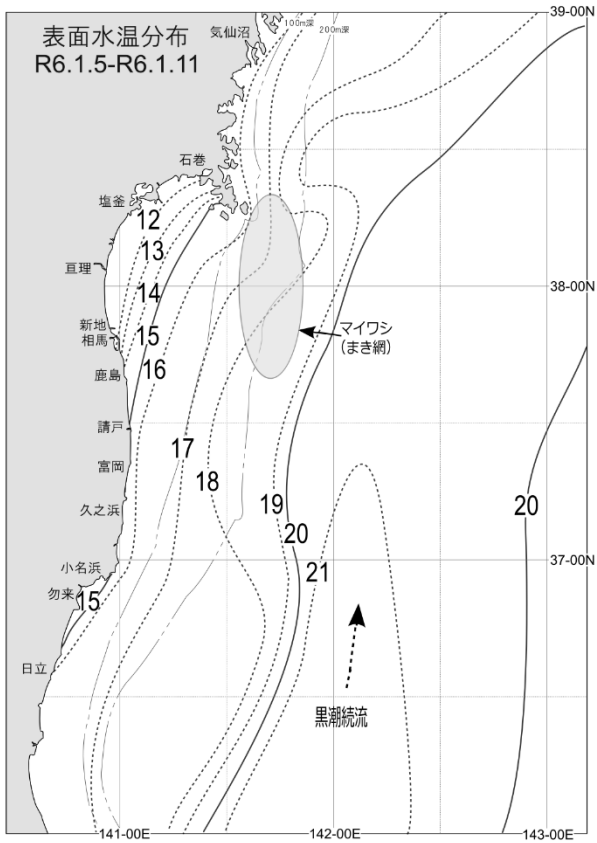 表面水温分布
R6.1.5-R6.1.11
気仙沼
100m深
200m深
39-00N
石巻
塩釜
12
13
亘理
14
38-00N
新地
相馬
15
マイワシ
(まき網)
鹿島
16
請戸
17
富岡
18
久之浜
19
20
20
小名浜
21
37-00N
勿来
15
日立
黒潮続流
141-00E
142-00E
143-00E